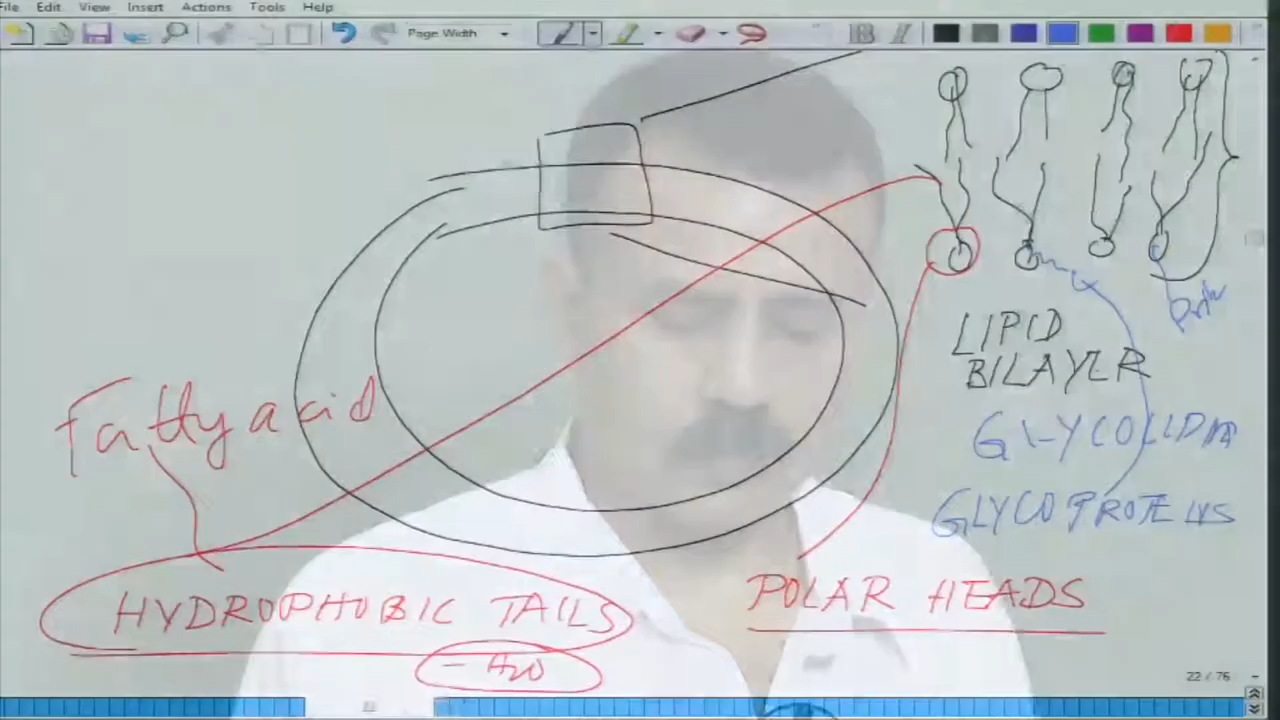 File Edit View Insert Actions Tools Help
Page Width
B I
LIPID
BILAYER
GLYCOLIPID
GLYCOPROTEINS
Fatty acid
HYDROPHOBIC TAILS
- H2O
POLAR HEADS
22 / 76